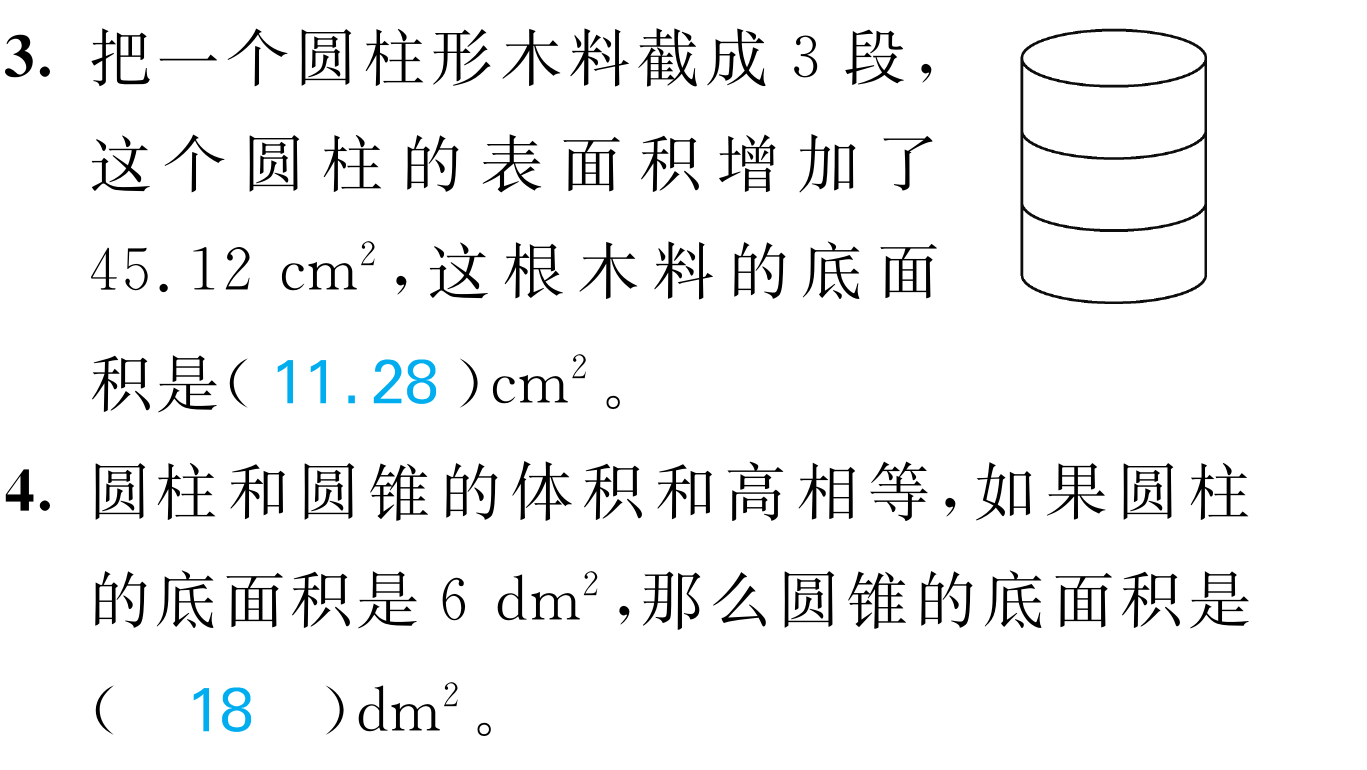 3. 把一个圆柱形木料截成 3 段，
这个圆柱的表面积增加了
45.12 cm²，这根木料的底面
积是（ 11.28 ）cm²。
4. 圆柱和圆锥的体积和高相等，如果圆柱
的底面积是 6 dm²，那么圆锥的底面积是
（ 18 ）dm²。